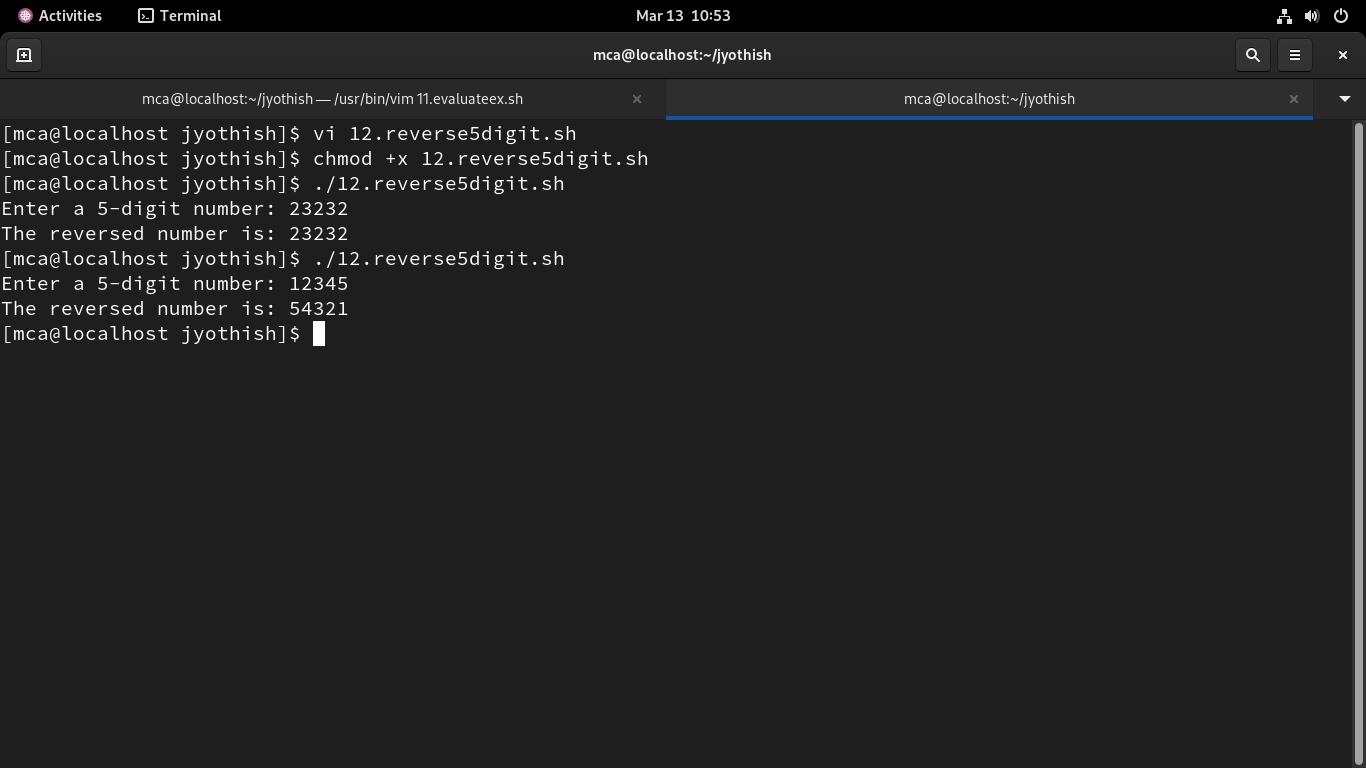 Activities Terminal Mar 13 10:53
mca@localhost:~/jyothish
mca@localhost:~/jyothish — /usr/bin/vim 11.evaluateex.sh mca@localhost:~/jyothish
[mca@localhost jyothish]$ vi 12.reverse5digit.sh
[mca@localhost jyothish]$ chmod +x 12.reverse5digit.sh
[mca@localhost jyothish]$ ./12.reverse5digit.sh
Enter a 5-digit number: 23232
The reversed number is: 23232
[mca@localhost jyothish]$ ./12.reverse5digit.sh
Enter a 5-digit number: 12345
The reversed number is: 54321
[mca@localhost jyothish]$